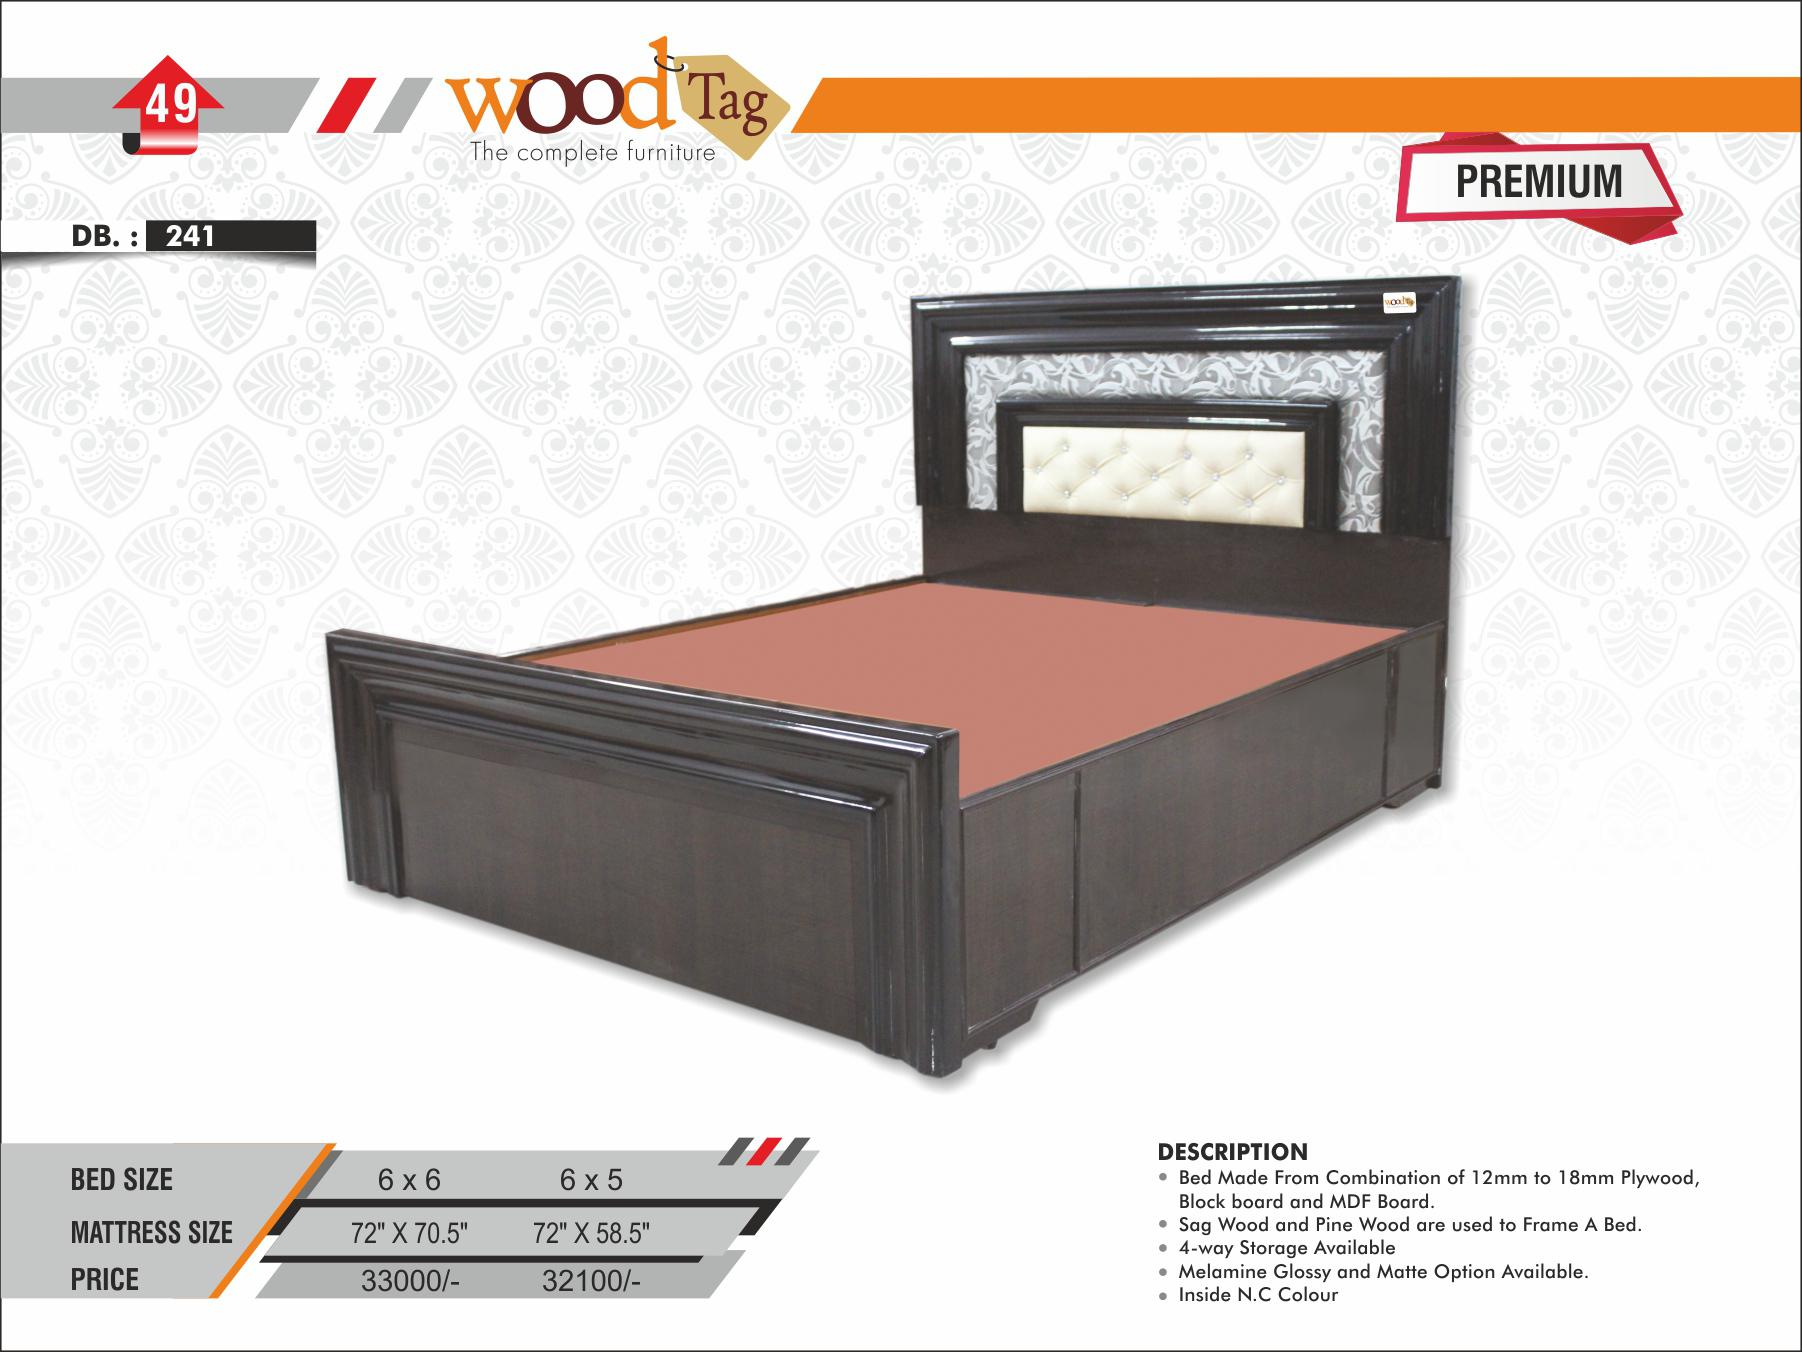 49
wood Tag
The complete furniture
PREMIUM
DB. : 241
wood Tag
BED SIZE 6 x 6 6 x 5
MATTRESS SIZE 72" X 70.5" 72" X 58.5"
PRICE 33000/- 32100/-
DESCRIPTION
• Bed Made From Combination of 12mm to 18mm Plywood,
Block board and MDF Board.
• Sag Wood and Pine Wood are used to Frame A Bed.
• 4-way Storage Available
• Melamine Glossy and Matte Option Available.
• Inside N.C Colour